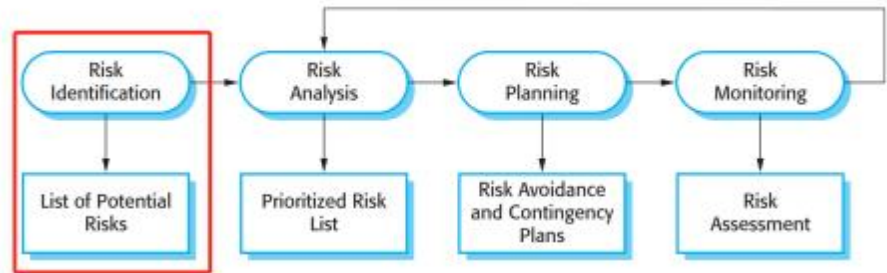 Risk
Identification
Risk
Analysis
Risk
Planning
Risk
Monitoring
List of Potential
Risks
Prioritized Risk
List
Risk Avoidance
and Contingency
Plans
Risk
Assessment